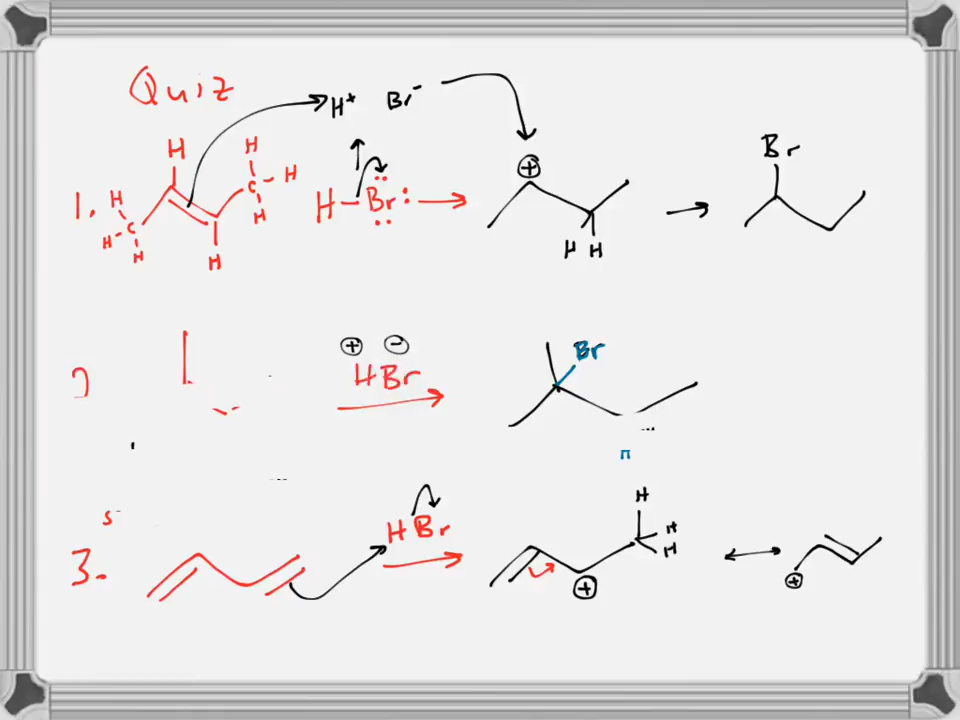 Quiz
H⁺ Br⁻
1. H H H C H H H C H H H
H-Br: → ⊕ H H → Br
⊕ ⊖
HBr → Br
3. HBr → ⊕ H H H ↔ ⊕